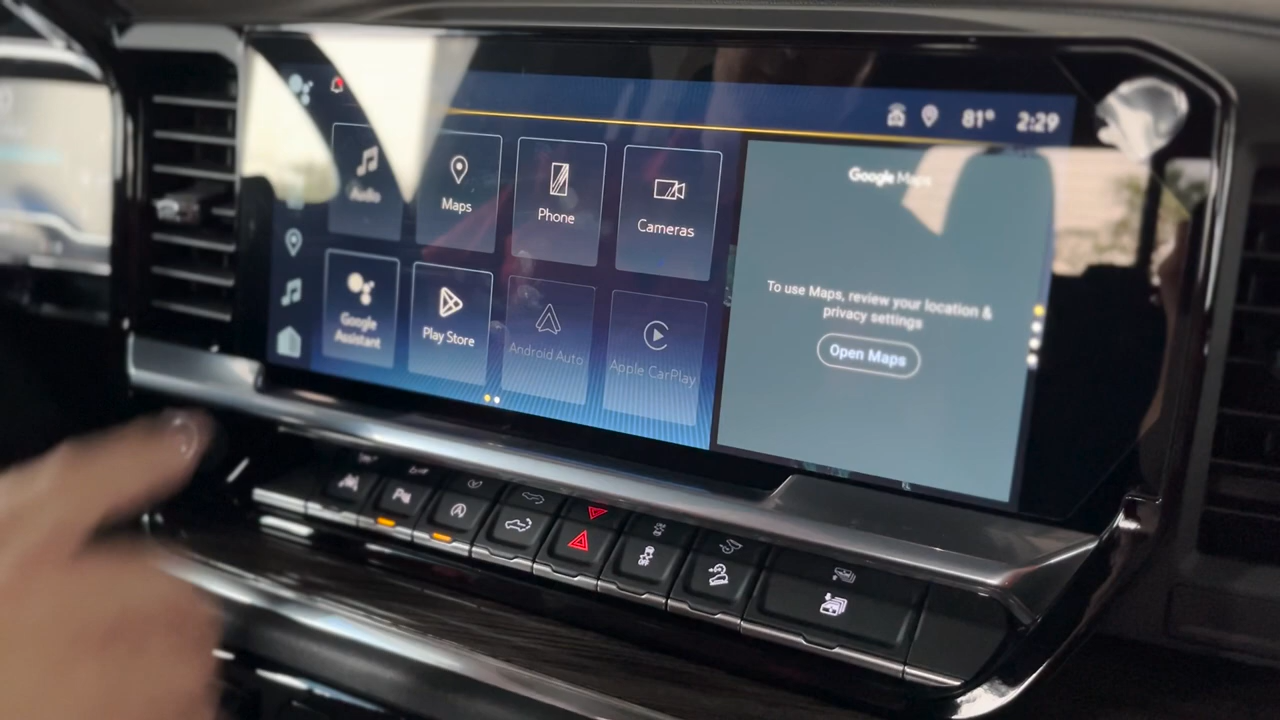 81° 2:29
Audio
Maps
Phone
Cameras
Google
Assistant
Play Store
Android Auto
Apple CarPlay
Google Maps
To use Maps, review your location &
privacy settings
Open Maps
P
A
OFF